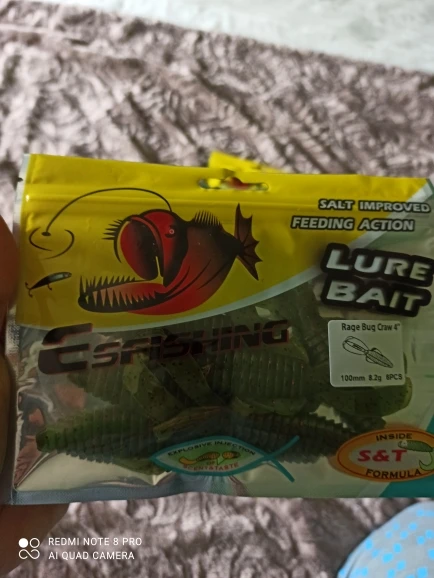 SALT IMPROVED
FEEDING ACTION
LURE
BAIT
ESFISHING
Rage Bug Craw 4"
100mm 8.2g 6PCS
INSIDE
S&T
FORMULA
REDMI NOTE 8 PRO
AI QUAD CAMERA